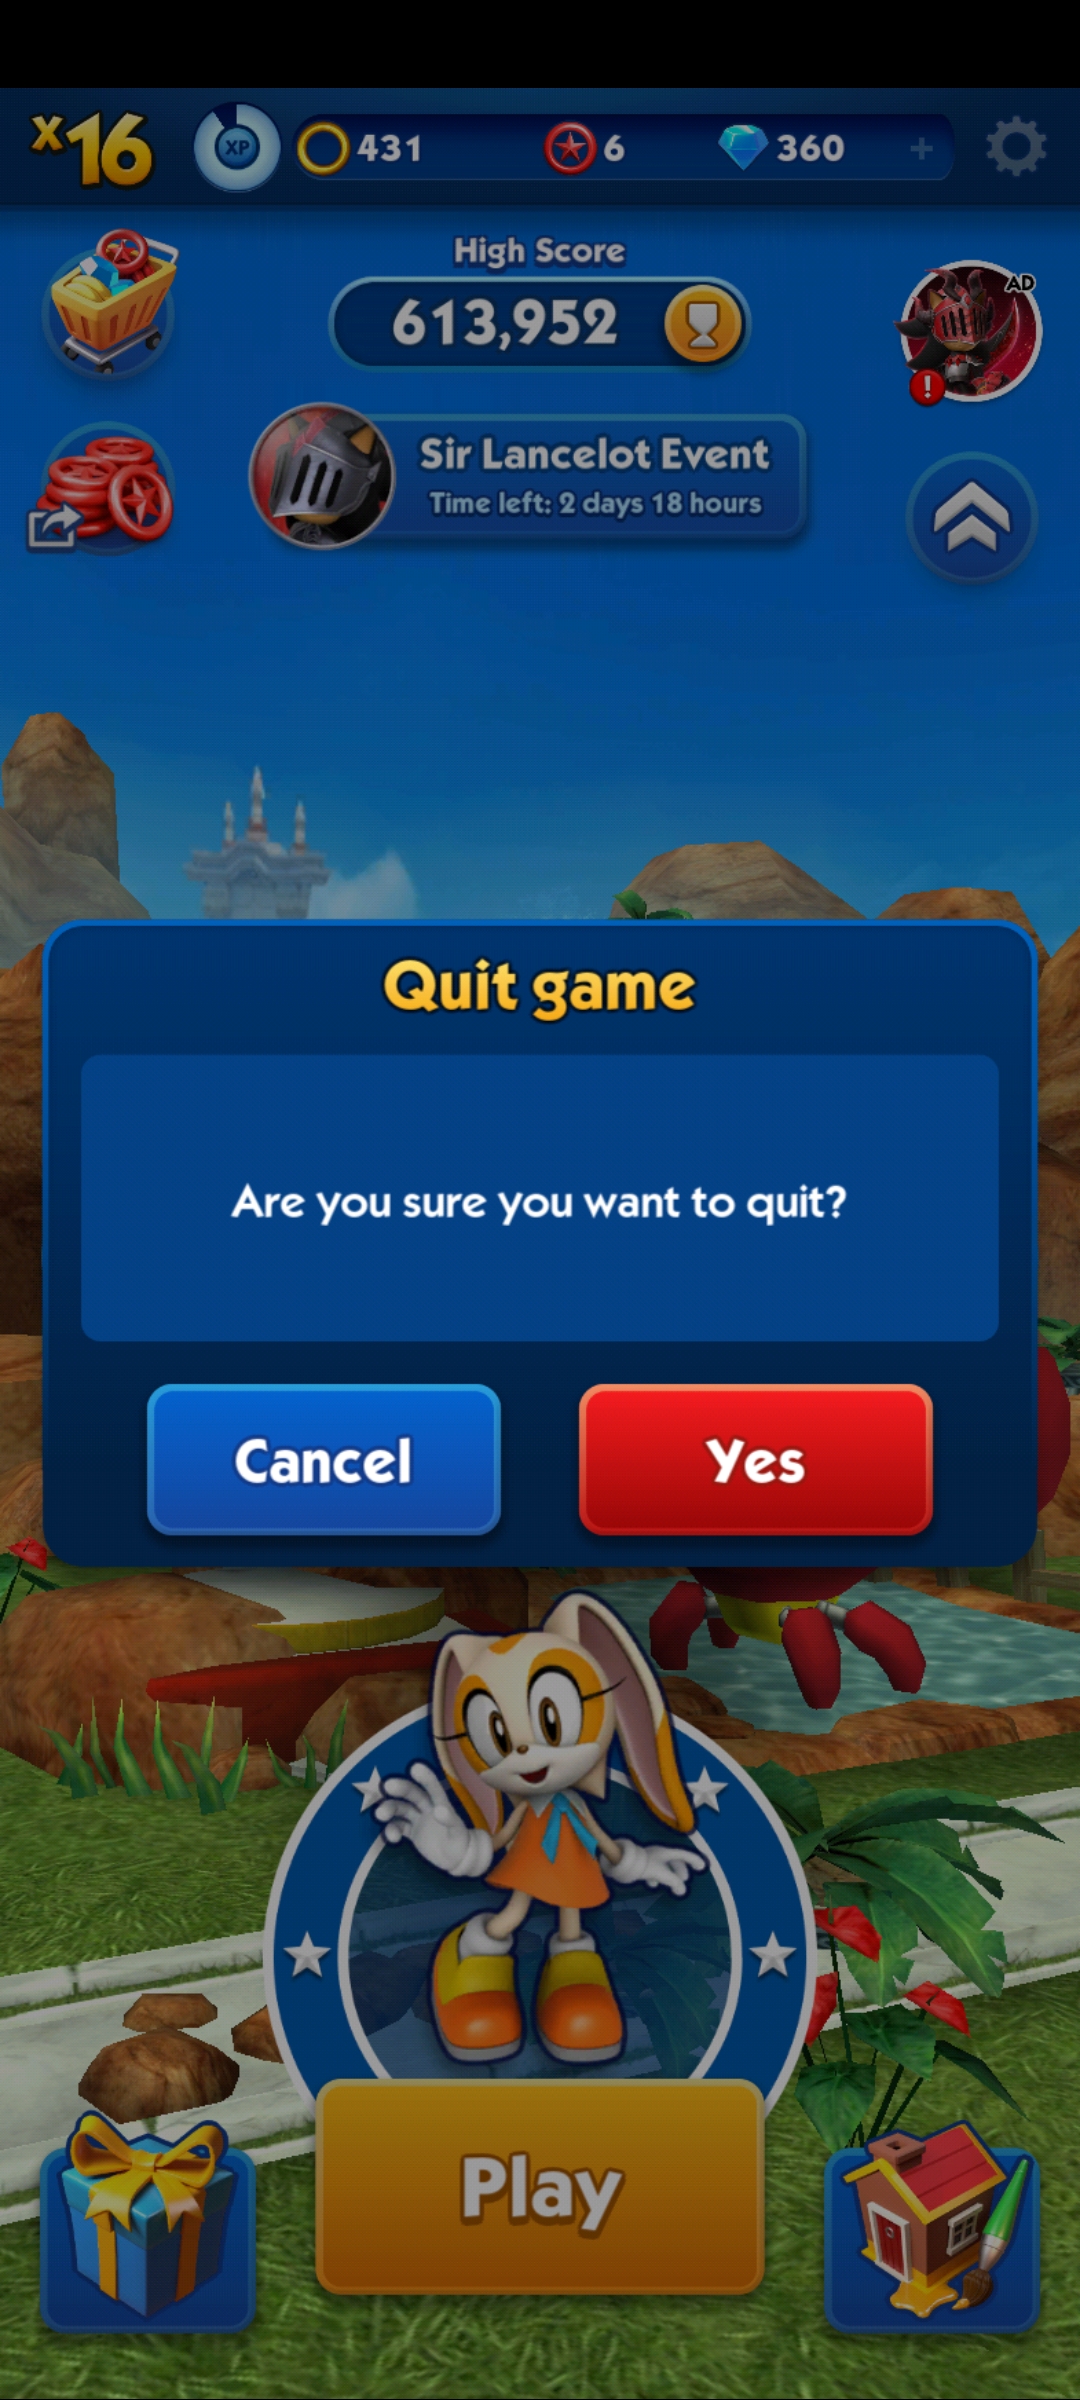 x16
XP
431
6
360
+
High Score
613,952
AD
!
Sir Lancelot Event
Time left: 2 days 18 hours
Quit game
Are you sure you want to quit?
Cancel
Yes
Play